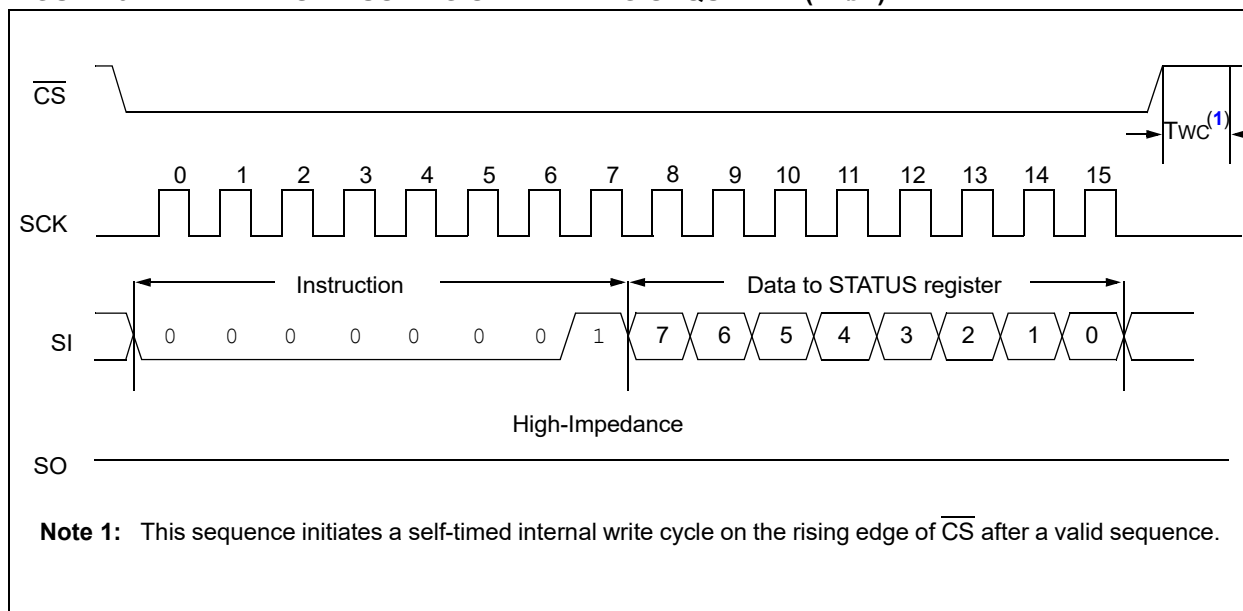 CS
TWC(1)
0 1 2 3 4 5 6 7 8 9 10 11 12 13 14 15
SCK
Instruction Data to STATUS register
SI 0 0 0 0 0 0 0 1 7 6 5 4 3 2 1 0
High-Impedance
SO
Note 1: This sequence initiates a self-timed internal write cycle on the rising edge of CS after a valid sequence.